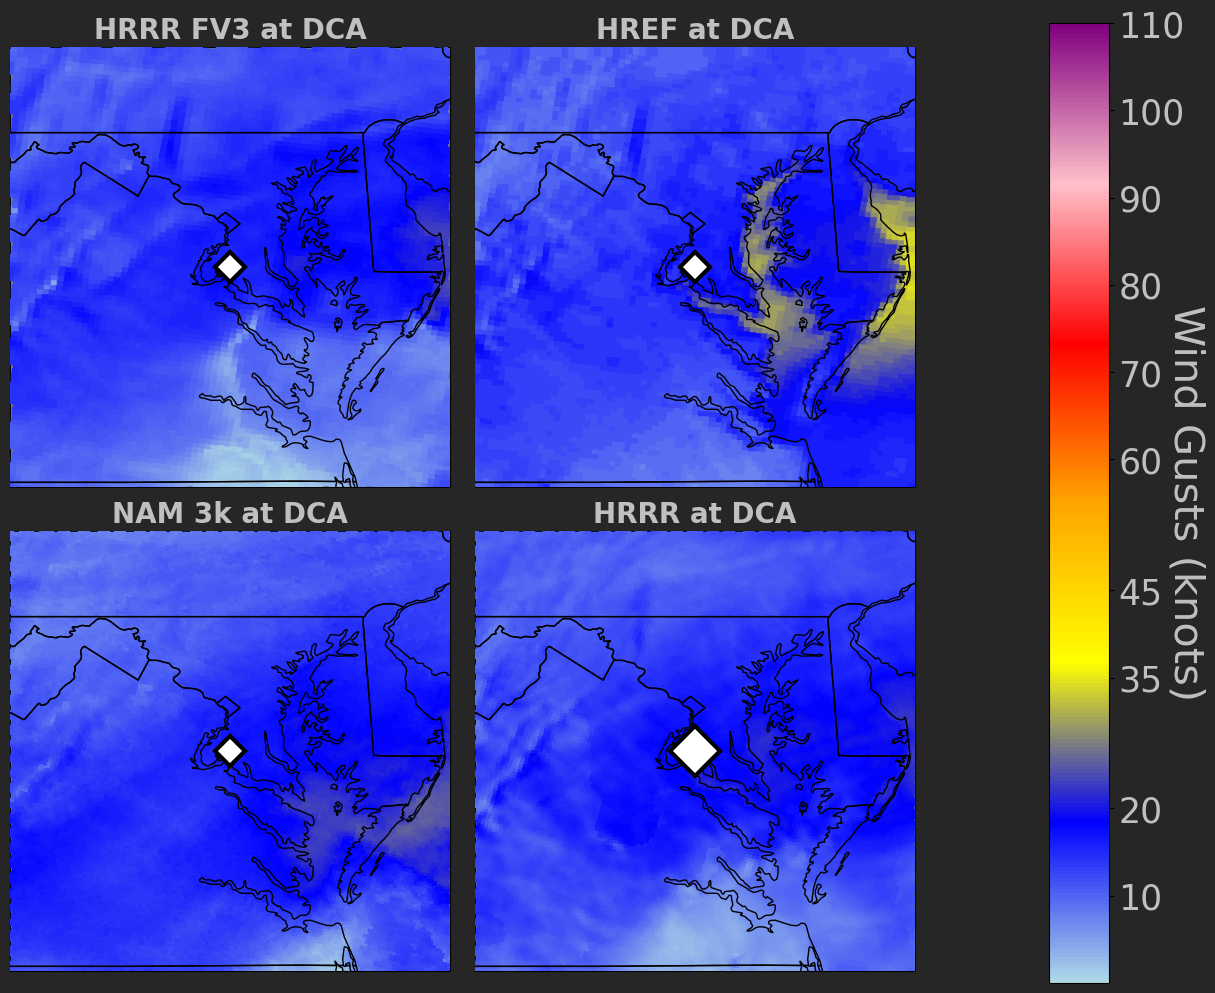 HRRR FV3 at DCA
HREF at DCA
NAM 3k at DCA
HRRR at DCA
110
100
90
80
70
60
45
35
20
10
Wind Gusts (knots)